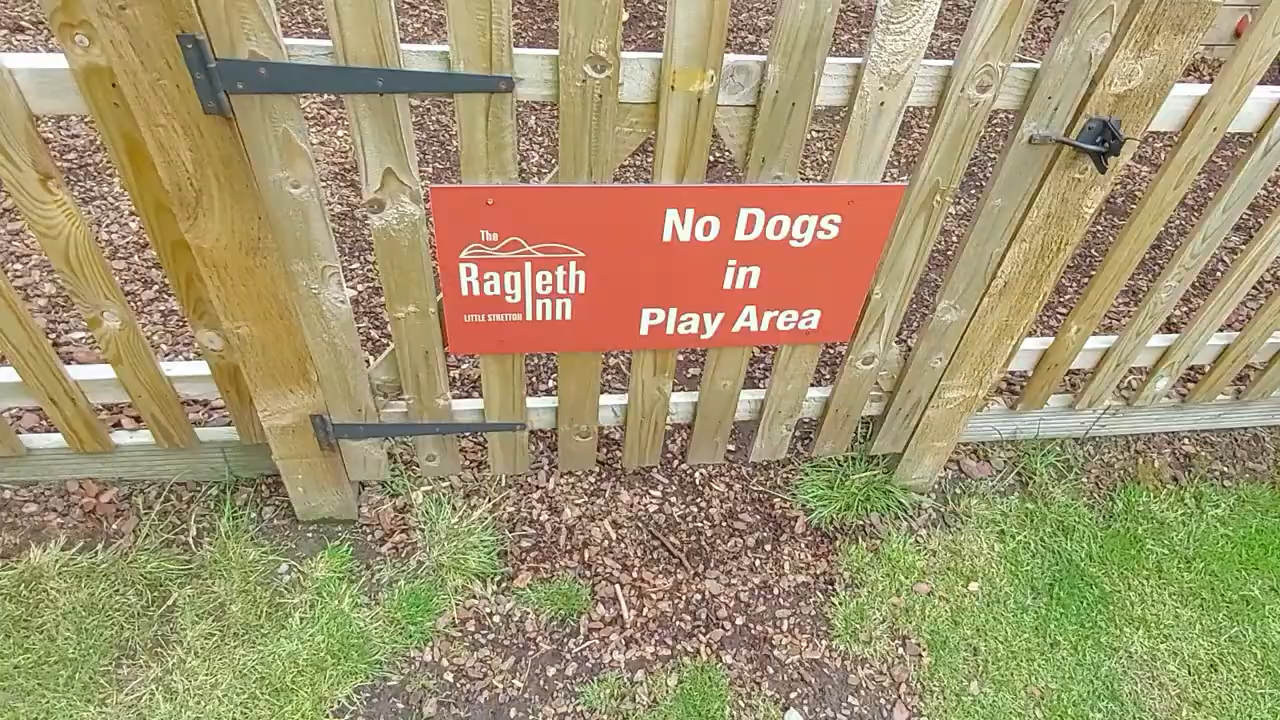 The
Ragleth
Inn
LITTLE STRETTON
No Dogs
in
Play Area